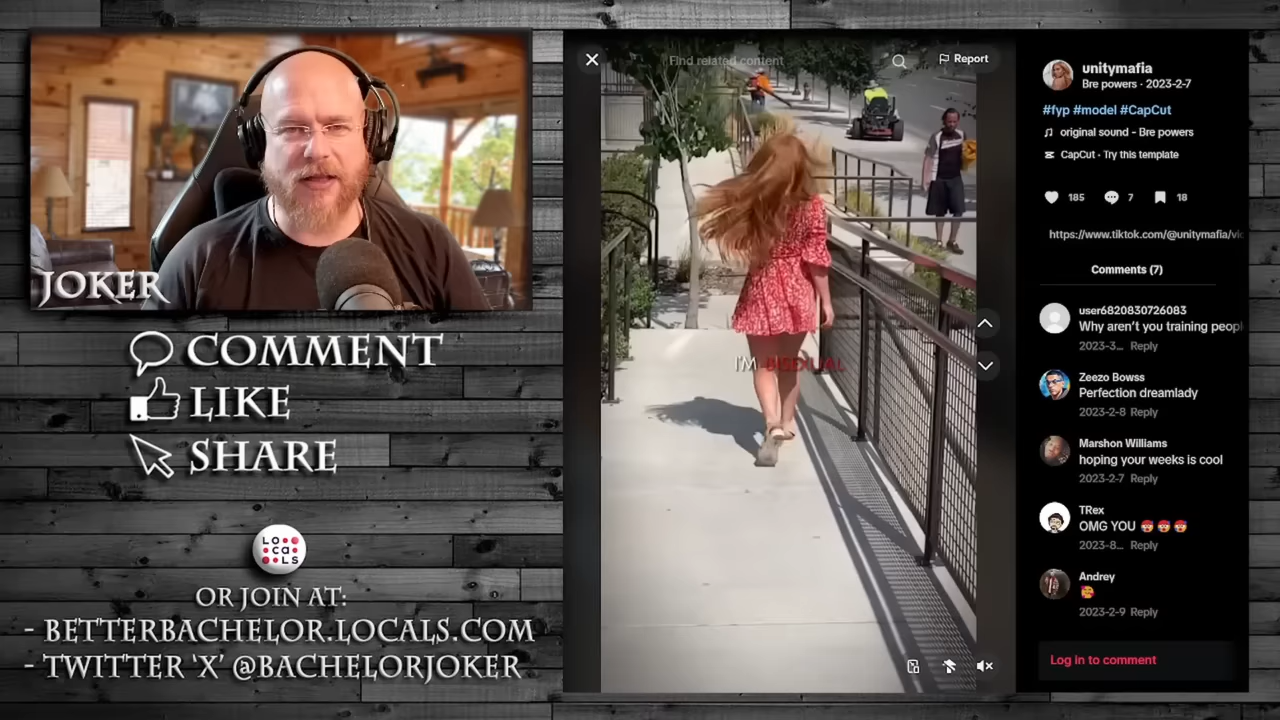 JOKER
COMMENT
LIKE
SHARE
LOCALS
OR JOIN AT:
- BETTERBACHELOR.LOCALS.COM
- TWITTER 'X' @BACHELORJOKER
Find related content
Report
I'M BISEXUAL
unitymafia
Bre powers · 2023-2-7
#fyp #model #CapCut
original sound - Bre powers
CapCut · Try this template
185
7
18
https://www.tiktok.com/@unitymafia/vi
Comments (7)
user6820830726083
Why aren't you training peopl
2023-3... Reply
Zeezo Bowss
Perfection dreamlady
2023-2-8 Reply
Marshon Williams
hoping your weeks is cool
2023-2-7 Reply
TRex
OMG YOU
2023-8... Reply
Andrey
2023-2-9 Reply
Log in to comment